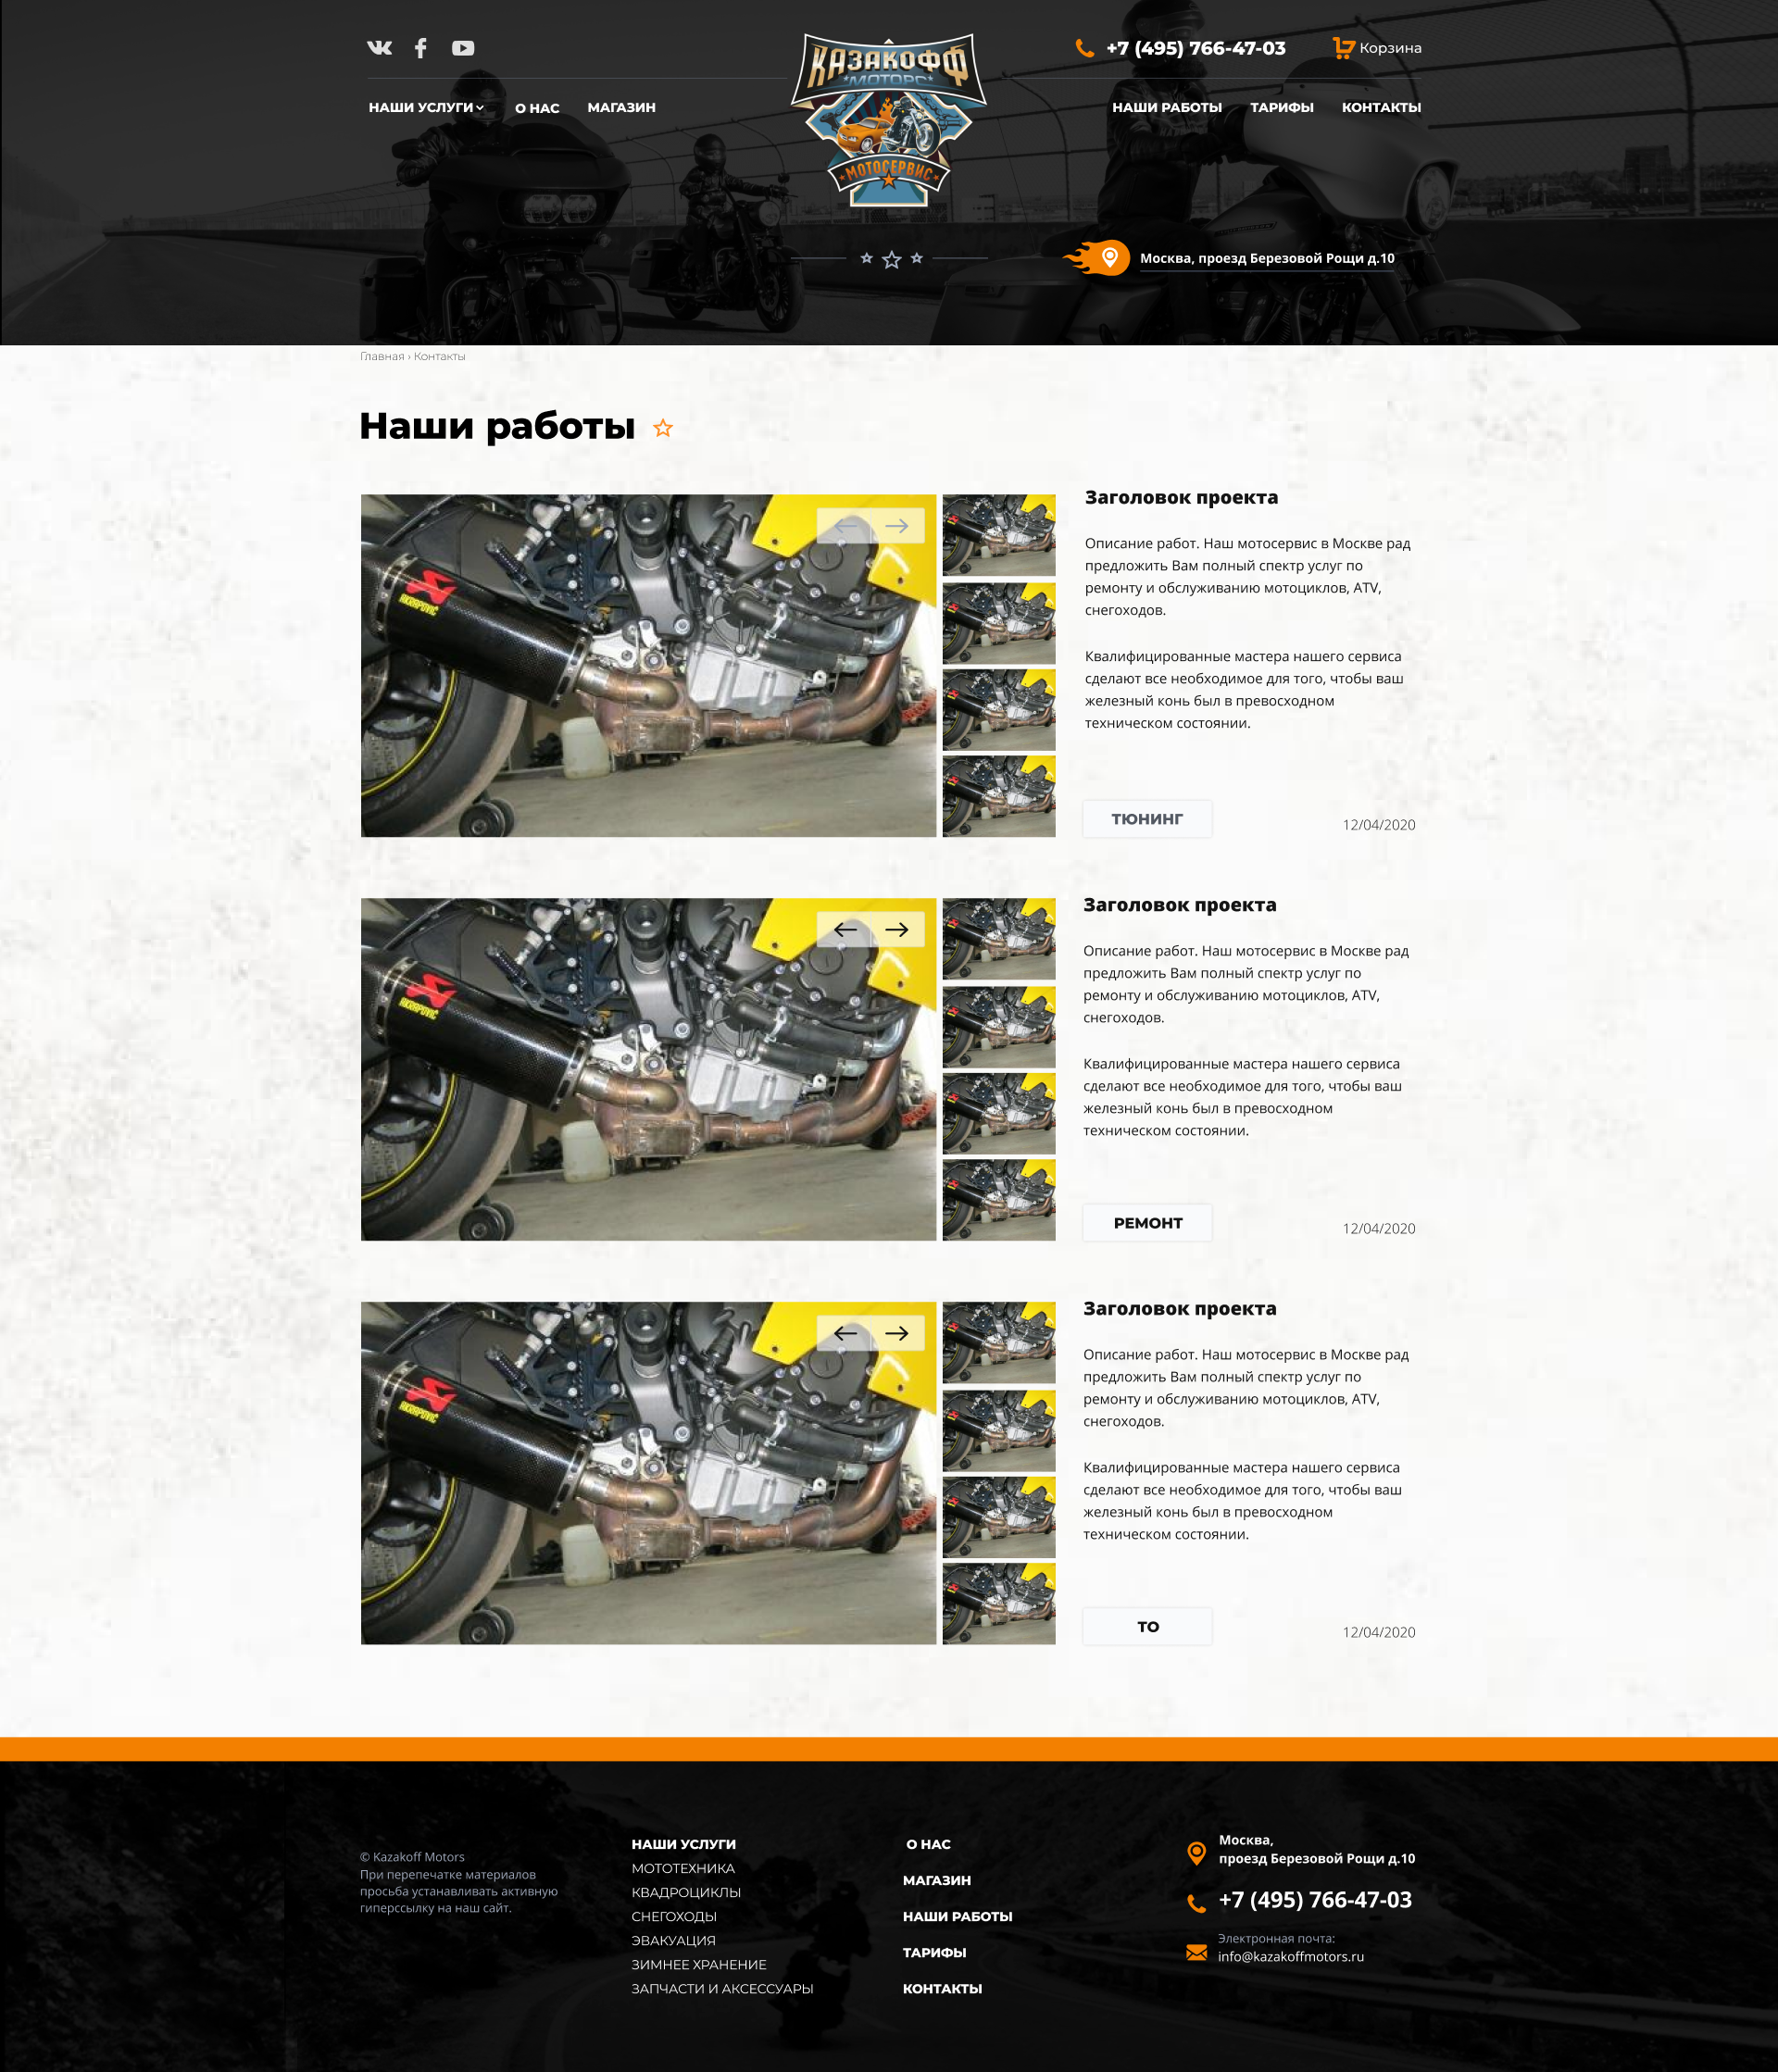 +7 (495) 766-47-03
Корзина
НАШИ УСЛУГИ
О НАС
МАГАЗИН
КАЗАКОФФ
МОТОРС
МОТОСЕРВИС
НАШИ РАБОТЫ
ТАРИФЫ
КОНТАКТЫ
Москва, проезд Березовой Рощи д.10
Главная › Контакты
Наши работы
AKRAPOVIČ
Заголовок проекта
Описание работ. Наш мотосервис в Москве рад
предложить Вам полный спектр услуг по
ремонту и обслуживанию мотоциклов, ATV,
снегоходов.
Квалифицированные мастера нашего сервиса
сделают все необходимое для того, чтобы ваш
железный конь был в превосходном
техническом состоянии.
ТЮНИНГ
12/04/2020
AKRAPOVIČ
Заголовок проекта
Описание работ. Наш мотосервис в Москве рад
предложить Вам полный спектр услуг по
ремонту и обслуживанию мотоциклов, ATV,
снегоходов.
Квалифицированные мастера нашего сервиса
сделают все необходимое для того, чтобы ваш
железный конь был в превосходном
техническом состоянии.
РЕМОНТ
12/04/2020
AKRAPOVIČ
Заголовок проекта
Описание работ. Наш мотосервис в Москве рад
предложить Вам полный спектр услуг по
ремонту и обслуживанию мотоциклов, ATV,
снегоходов.
Квалифицированные мастера нашего сервиса
сделают все необходимое для того, чтобы ваш
железный конь был в превосходном
техническом состоянии.
ТО
12/04/2020
© Kazakoff Motors
При перепечатке материалов
просьба устанавливать активную
гиперссылку на наш сайт.
НАШИ УСЛУГИ
МОТОТЕХНИКА
КВАДРОЦИКЛЫ
СНЕГОХОДЫ
ЭВАКУАЦИЯ
ЗИМНЕЕ ХРАНЕНИЕ
ЗАПЧАСТИ И АКСЕССУАРЫ
О НАС
МАГАЗИН
НАШИ РАБОТЫ
ТАРИФЫ
КОНТАКТЫ
Москва,
проезд Березовой Рощи д.10
+7 (495) 766-47-03
Электронная почта:
info@kazakoffmotors.ru